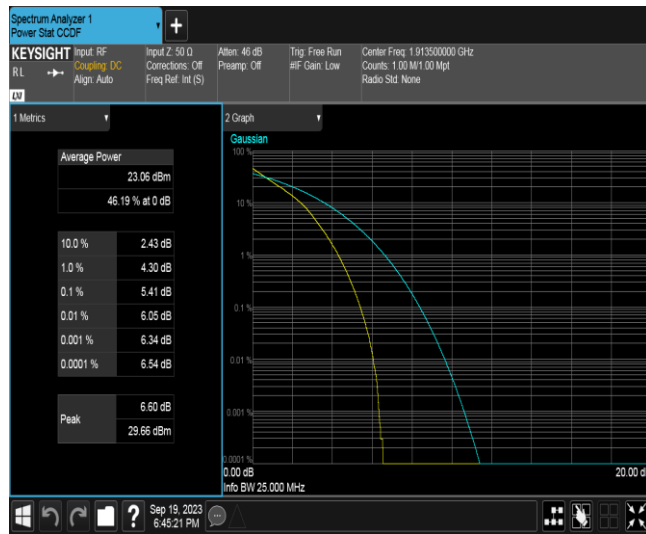 Spectrum Analyzer 1
Power Stat CCDF
+
KEYSIGHT Input: RF Input Z: 50 Ω Atten: 46 dB Trig: Free Run Center Freq: 1.913500000 GHz
RL Coupling: DC Corrections: Off Preamp: Off #IF Gain: Low Counts: 1.00 M/1.00 Mpt
Align: Auto Freq Ref: Int (S) Radio Std: None
LXI
1 Metrics
2 Graph
Average Power
23.06 dBm
46.19 % at 0 dB
10.0 % 2.43 dB
1.0 % 4.30 dB
0.1 % 5.41 dB
0.01 % 6.05 dB
0.001 % 6.34 dB
0.0001 % 6.54 dB
Peak 6.60 dB
29.66 dBm
Gaussian
100 %
10 %
1 %
0.1 %
0.01 %
0.001 %
0.0001 %
0.00 dB 20.00 d
Info BW 25.000 MHz
? Sep 19, 2023
6:45:21 PM